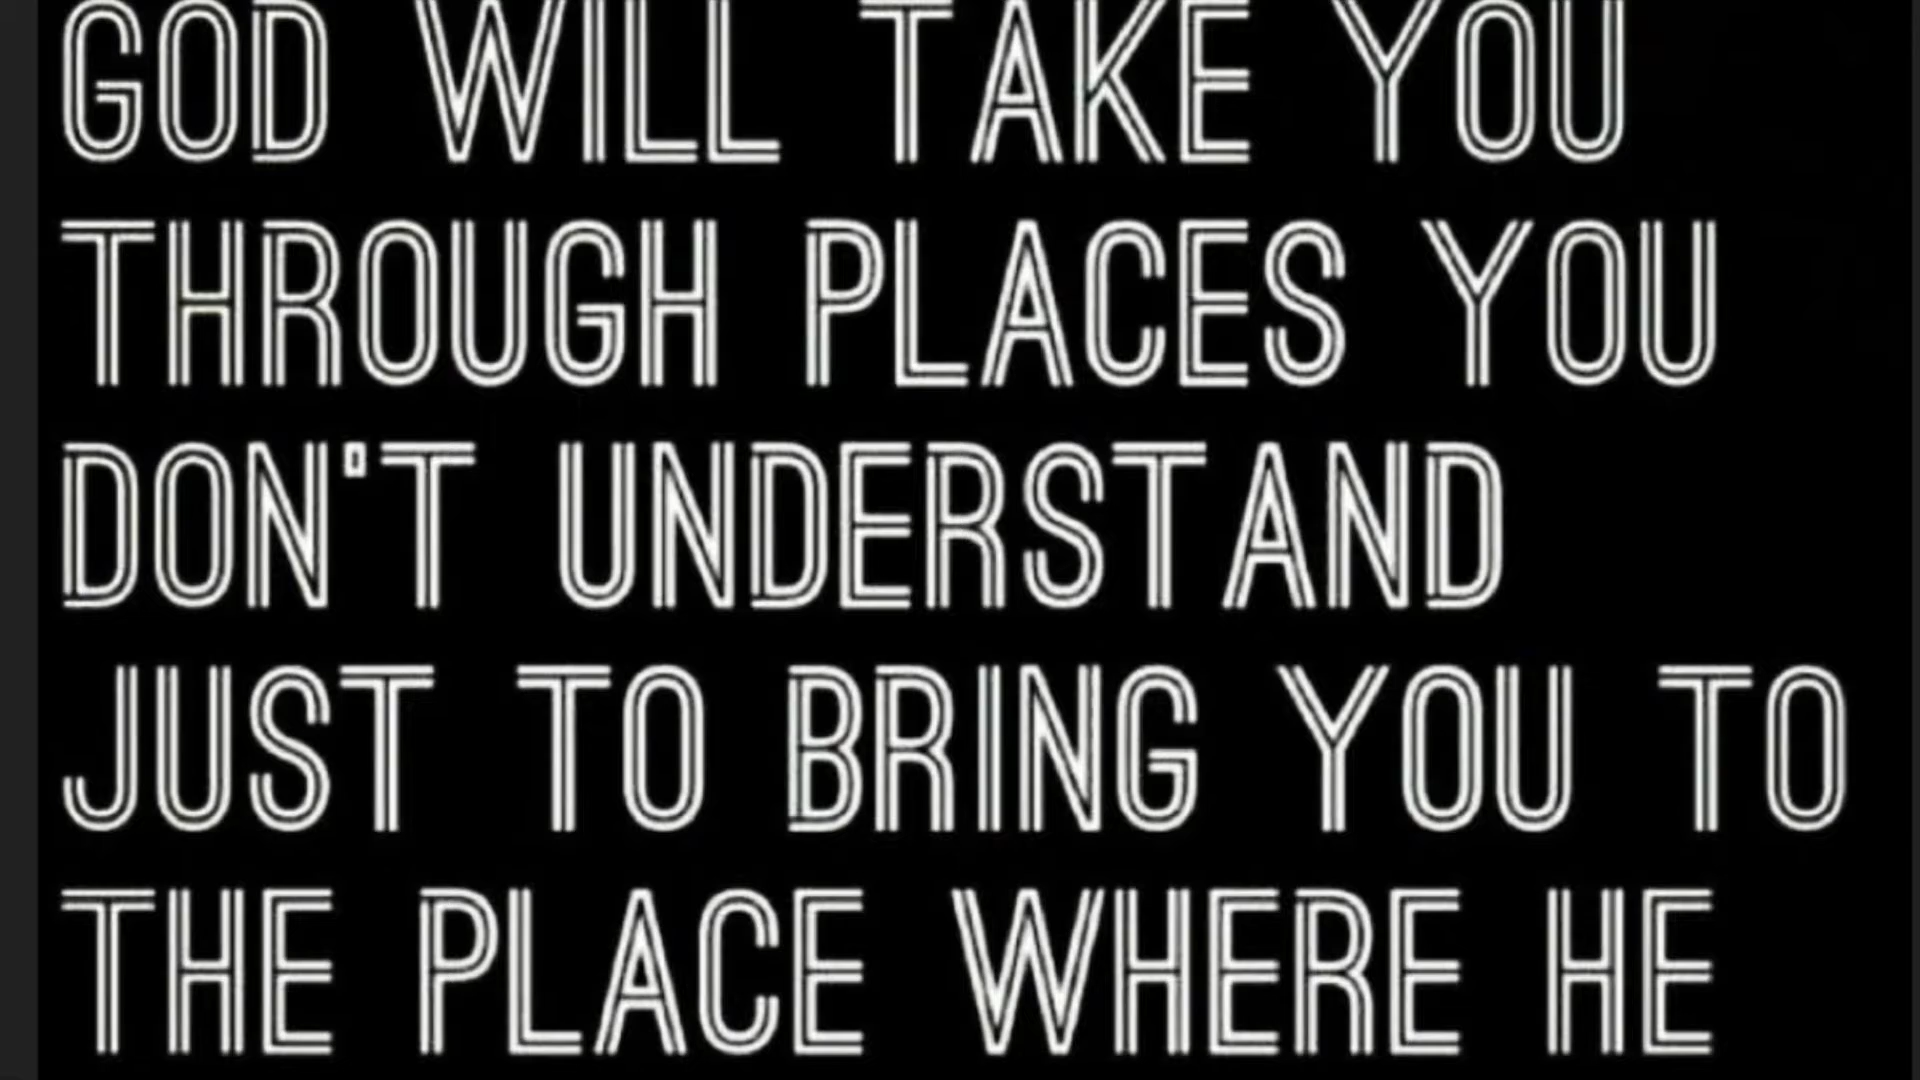 GOD WILL TAKE YOU
THROUGH PLACES YOU
DON'T UNDERSTAND
JUST TO BRING YOU TO
THE PLACE WHERE HE